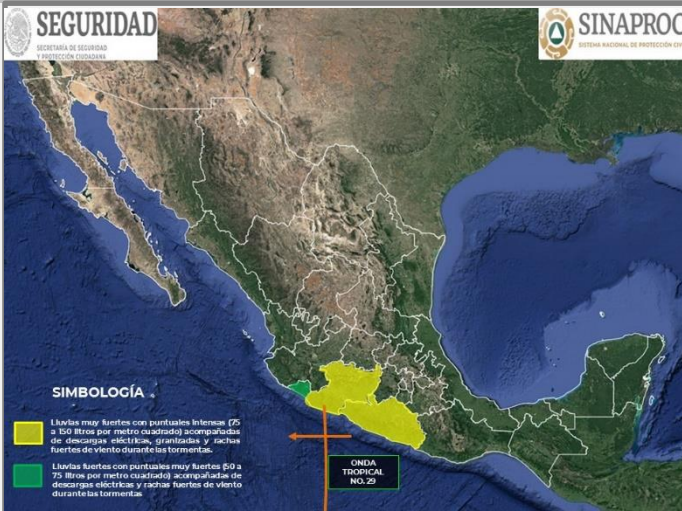 SEGURIDAD
SECRETARÍA DE SEGURIDAD
Y PROTECCIÓN CIUDADANA
SINAPROC
SISTEMA NACIONAL DE PROTECCIÓN CIV
SIMBOLOGÍA
Lluvias muy fuertes con puntuales intensas (75
a 150 litros por metro cuadrado) acompañadas
de descargas eléctricas, granizadas y rachas
fuertes de viento durante las tormentas.
Lluvias fuertes con puntuales muy fuertes (50 a
75 litros por metro cuadrado) acompañadas de
descargas eléctricas y rachas fuertes de viento
durante las tormentas
ONDA
TROPICAL
NO. 29